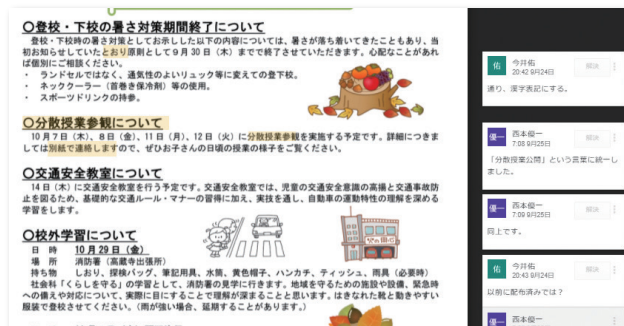 〇登校・下校の暑さ対策期間終了について
登校・下校時の暑さ対策としてお示しした以下の内容については、暑さが落ち着いてきたこともあり、当
初お知らせしていたとおり原則として９月３０日（木）までで終了させていただきます。心配なことがあれ
ば個別にご相談ください。
・ ランドセルではなく、通気性のよいリュック等に変えての登下校。
・ ネッククーラー（首巻き保冷剤）等の使用。
・ スポーツドリンクの持参。
〇分散授業参観について
10月７日（木）、８日（金）、11日（月）、12日（火）に分散授業参観を実施する予定です。詳細につきま
しては別紙で連絡しますので、ぜひお子さんの日頃の授業の様子をご覧ください。
〇交通安全教室について
14日（木）に交通安全教室を行う予定です。交通安全教室では、児童の交通安全意識の高揚と交通事故防
止を図るため、基礎的な交通ルール・マナーの習得に加え、実技を通し、自動車の運動特性の理解を深める
学習をします。
〇校外学習について
日 時 10月29日（金）
場 所 消防署（高蔵寺出張所）
持ち物 しおり、探検バッグ、筆記用具、水筒、黄色帽子、ハンカチ、ティッシュ、雨具（必要時）
社会科「くらしを守る」の学習として、消防署の見学に行きます。地域を守るための施設や設備、緊急時
への備えや対応について、実際に目にすることで理解が深まることと思います。はきなれた靴と動きやすい
服装で登校させてください。（雨が強い場合、延期することがあります。）
佑 今井佑
20:42 9月24日
解決
通り、漢字表記にする。
優一 西本優一
7:08 9月25日
解決
「分散授業公開」という言葉に統一し
ました。
優一 西本優一
7:09 9月25日
解決
同上です。
佑 今井佑
20:43 9月24日
解決
以前に配布済みでは？
優一 西本優一